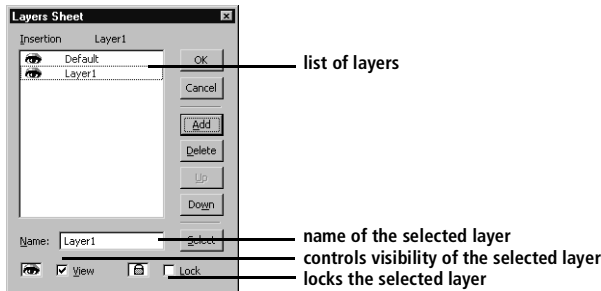 Layers Sheet
Insertion Layer1
Default
Layer1
OK
Cancel
Add
Delete
Up
Down
Name: Layer1
Select
View
Lock
list of layers
name of the selected layer
controls visibility of the selected layer
locks the selected layer